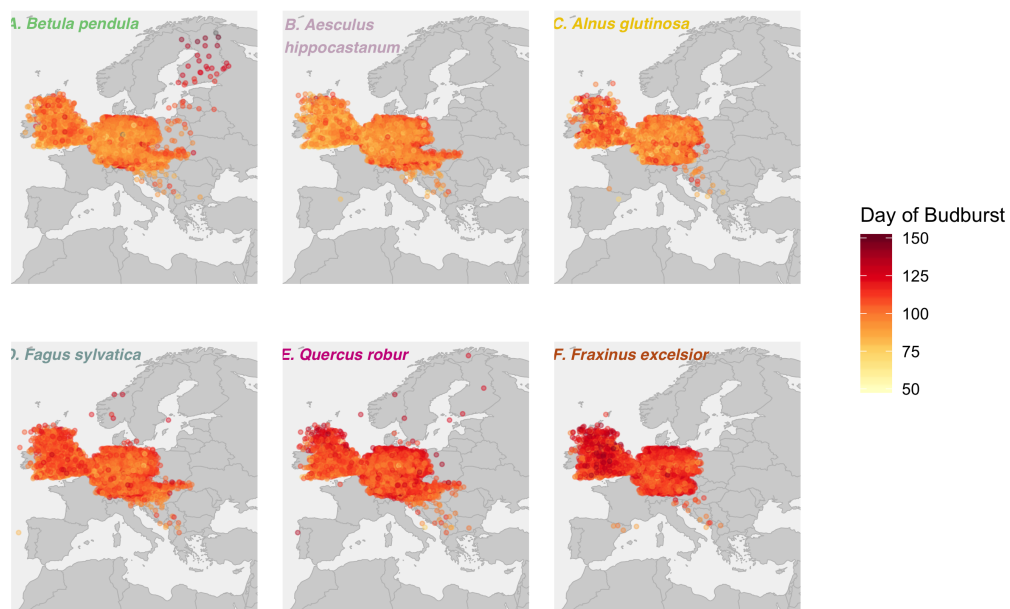 A. Betula pendula
B. Aesculus
hippocastanum
C. Alnus glutinosa
Day of Budburst
150
125
100
75
50
D. Fagus sylvatica
E. Quercus robur
F. Fraxinus excelsior